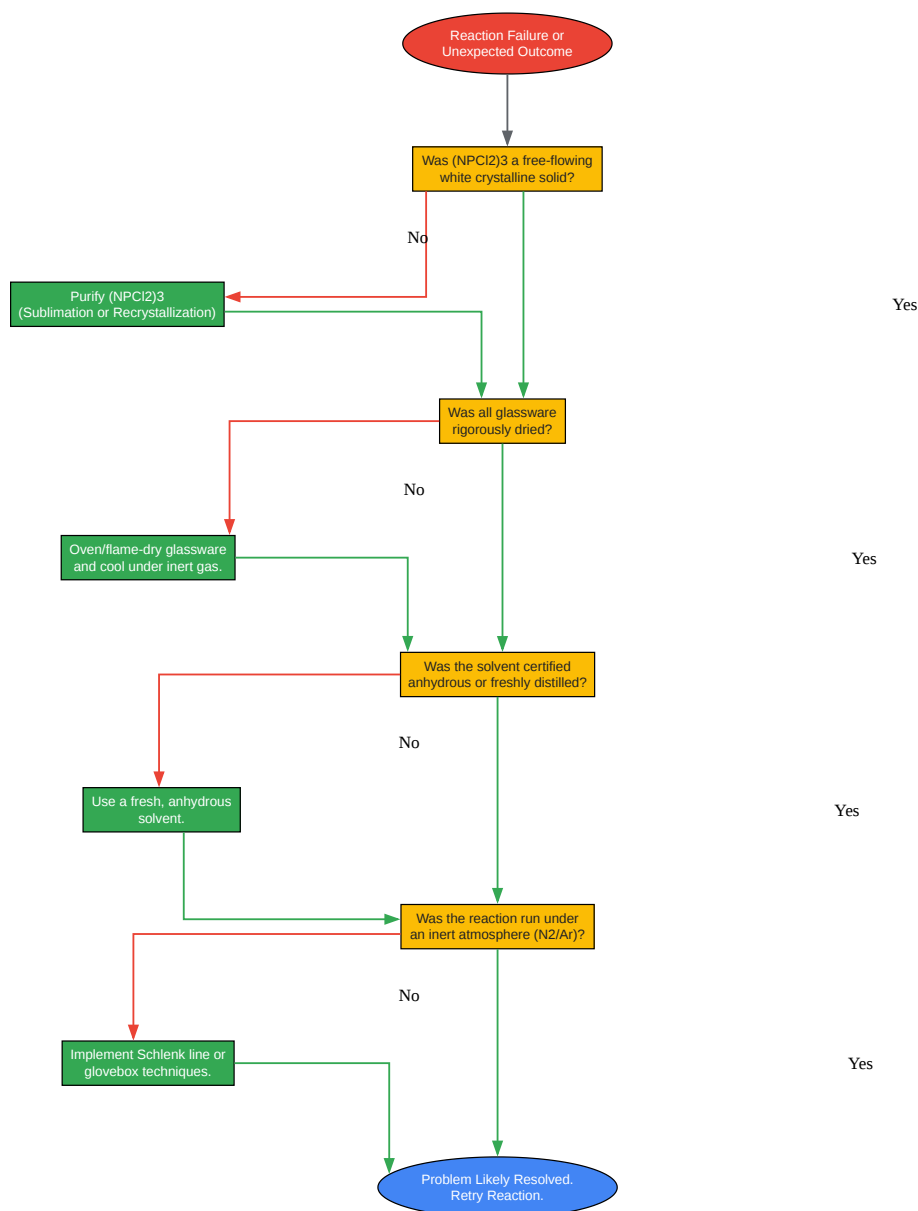 Reaction Failure or
Unexpected Outcome
Was (NPCl2)3 a free-flowing
white crystalline solid?
No
Purify (NPCl2)3
(Sublimation or Recrystallization)
Yes
Was all glassware
rigorously dried?
No
Oven/flame-dry glassware
and cool under inert gas.
Yes
Was the solvent certified
anhydrous or freshly distilled?
No
Use a fresh, anhydrous
solvent.
Yes
Was the reaction run under
an inert atmosphere (N2/Ar)?
No
Implement Schlenk line or
glovebox techniques.
Yes
Problem Likely Resolved.
Retry Reaction.